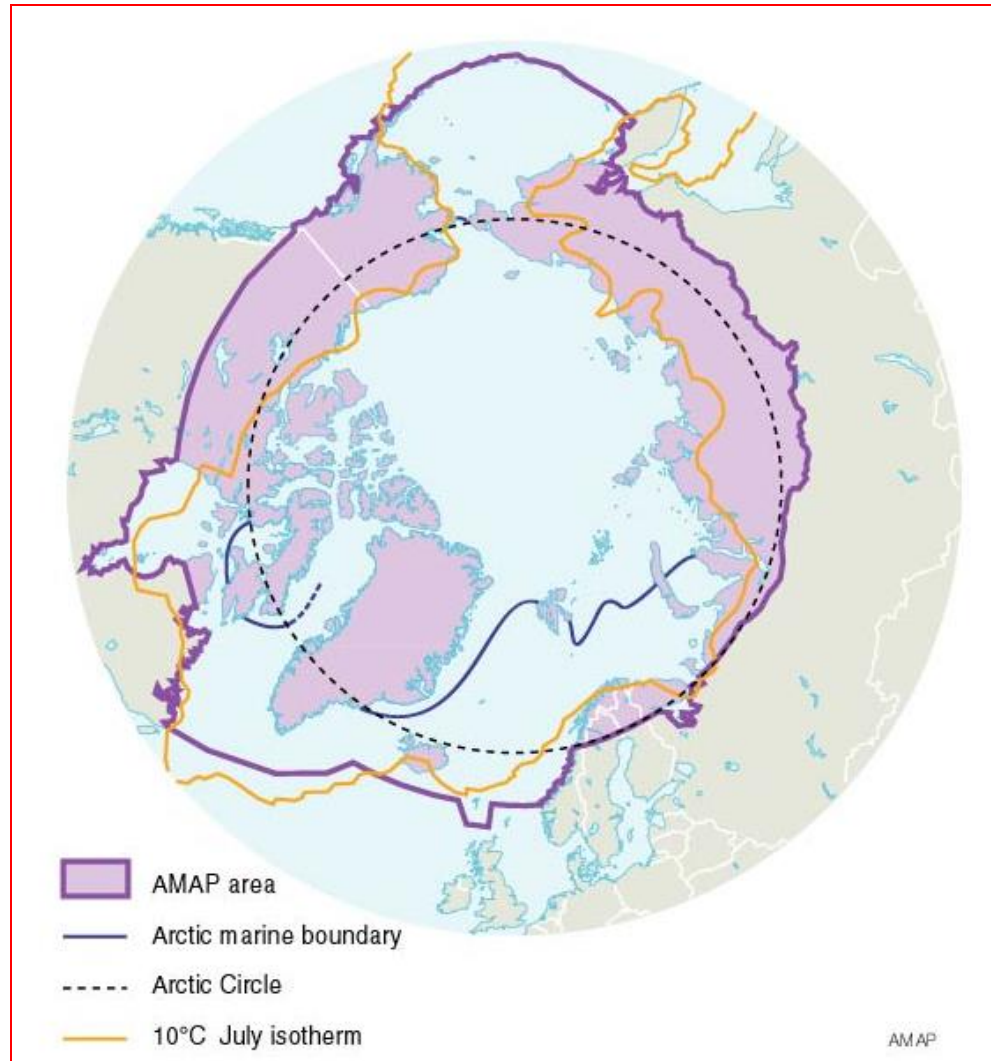 AMAP area
Arctic marine boundary
Arctic Circle
10°C July isotherm
AMAP